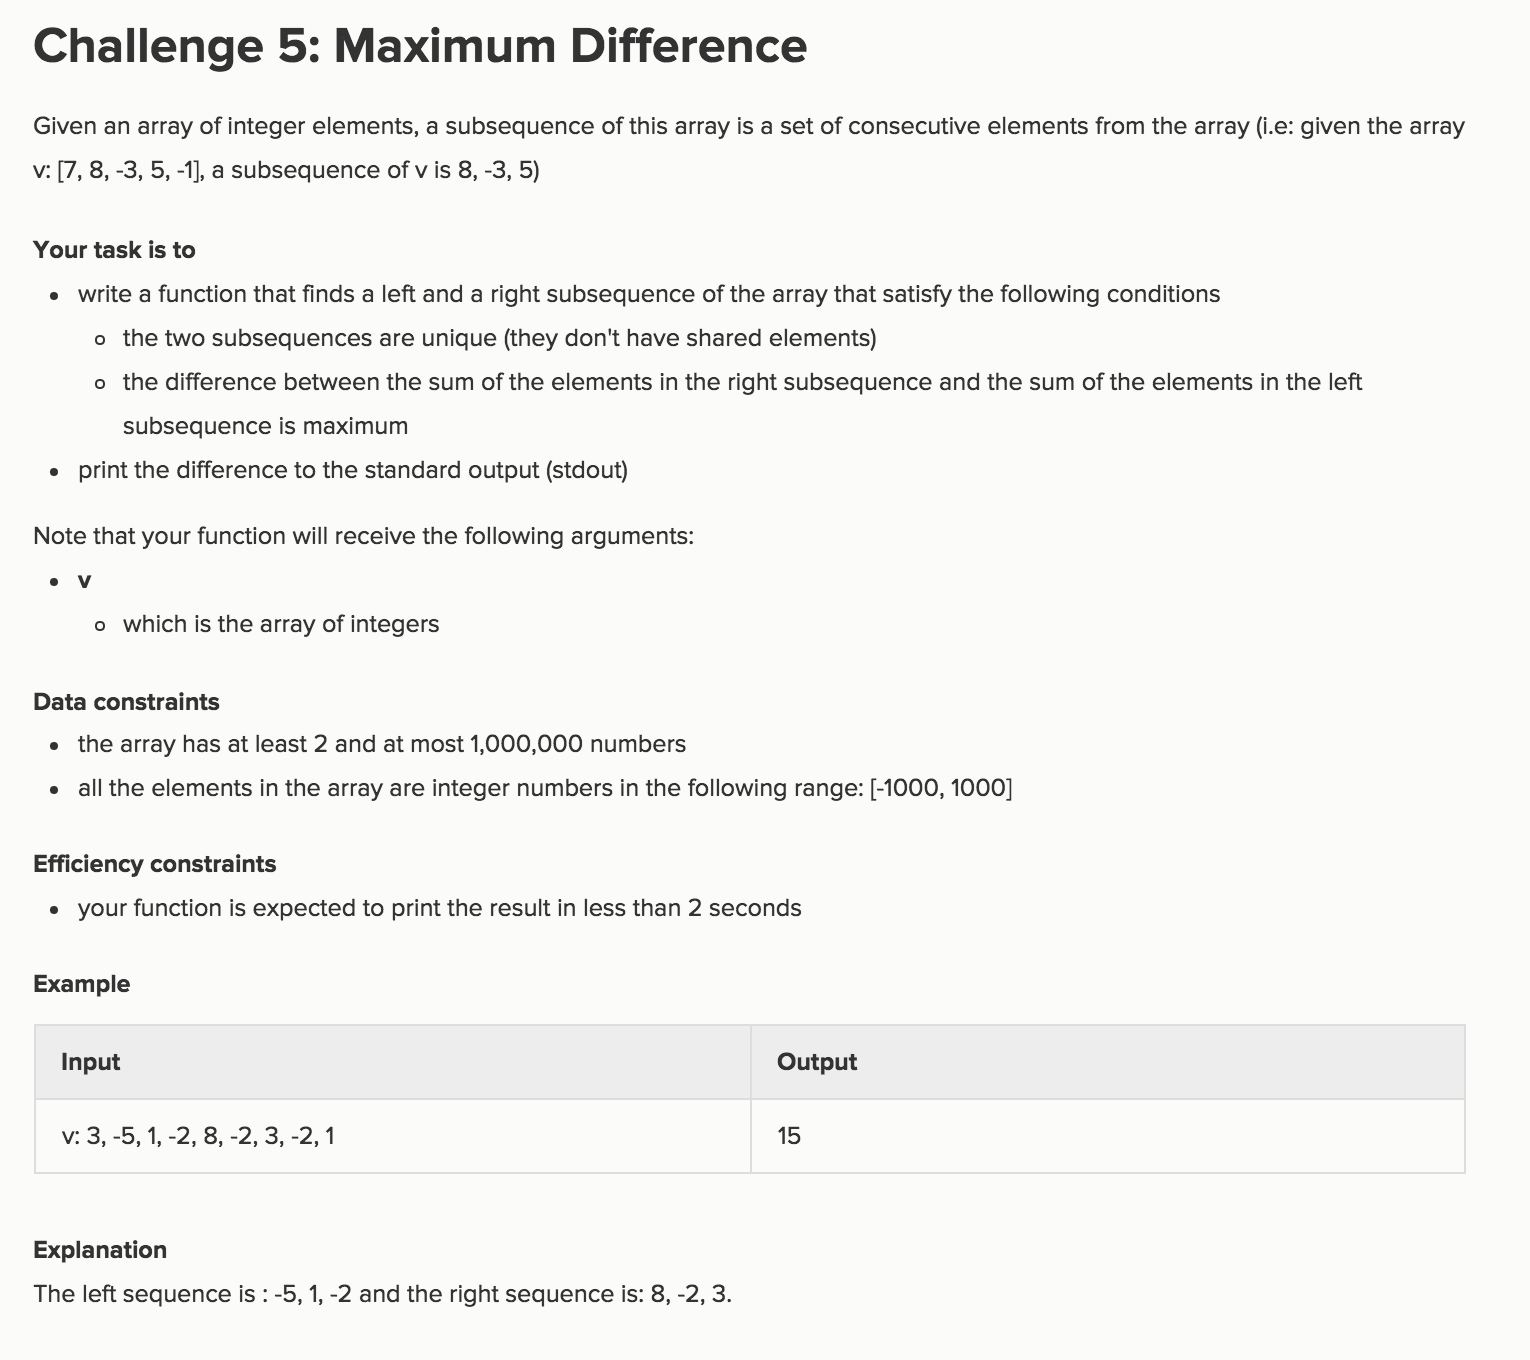 Challenge 5: Maximum Difference
Given an array of integer elements, a subsequence of this array is a set of consecutive elements from the array (i.e: given the array
v: [7, 8, -3, 5, -1], a subsequence of v is 8, -3, 5)
Your task is to
write a function that finds a left and a right subsequence of the array that satisfy the following conditions
the two subsequences are unique (they don't have shared elements)
the difference between the sum of the elements in the right subsequence and the sum of the elements in the left
subsequence is maximum
print the difference to the standard output (stdout)
Note that your function will receive the following arguments:
v
which is the array of integers
Data constraints
the array has at least 2 and at most 1,000,000 numbers
all the elements in the array are integer numbers in the following range: [-1000, 1000]
Efficiency constraints
your function is expected to print the result in less than 2 seconds
Example
Input Output
v: 3, -5, 1, -2, 8, -2, 3, -2, 1 15
Explanation
The left sequence is : -5, 1, -2 and the right sequence is: 8, -2, 3.